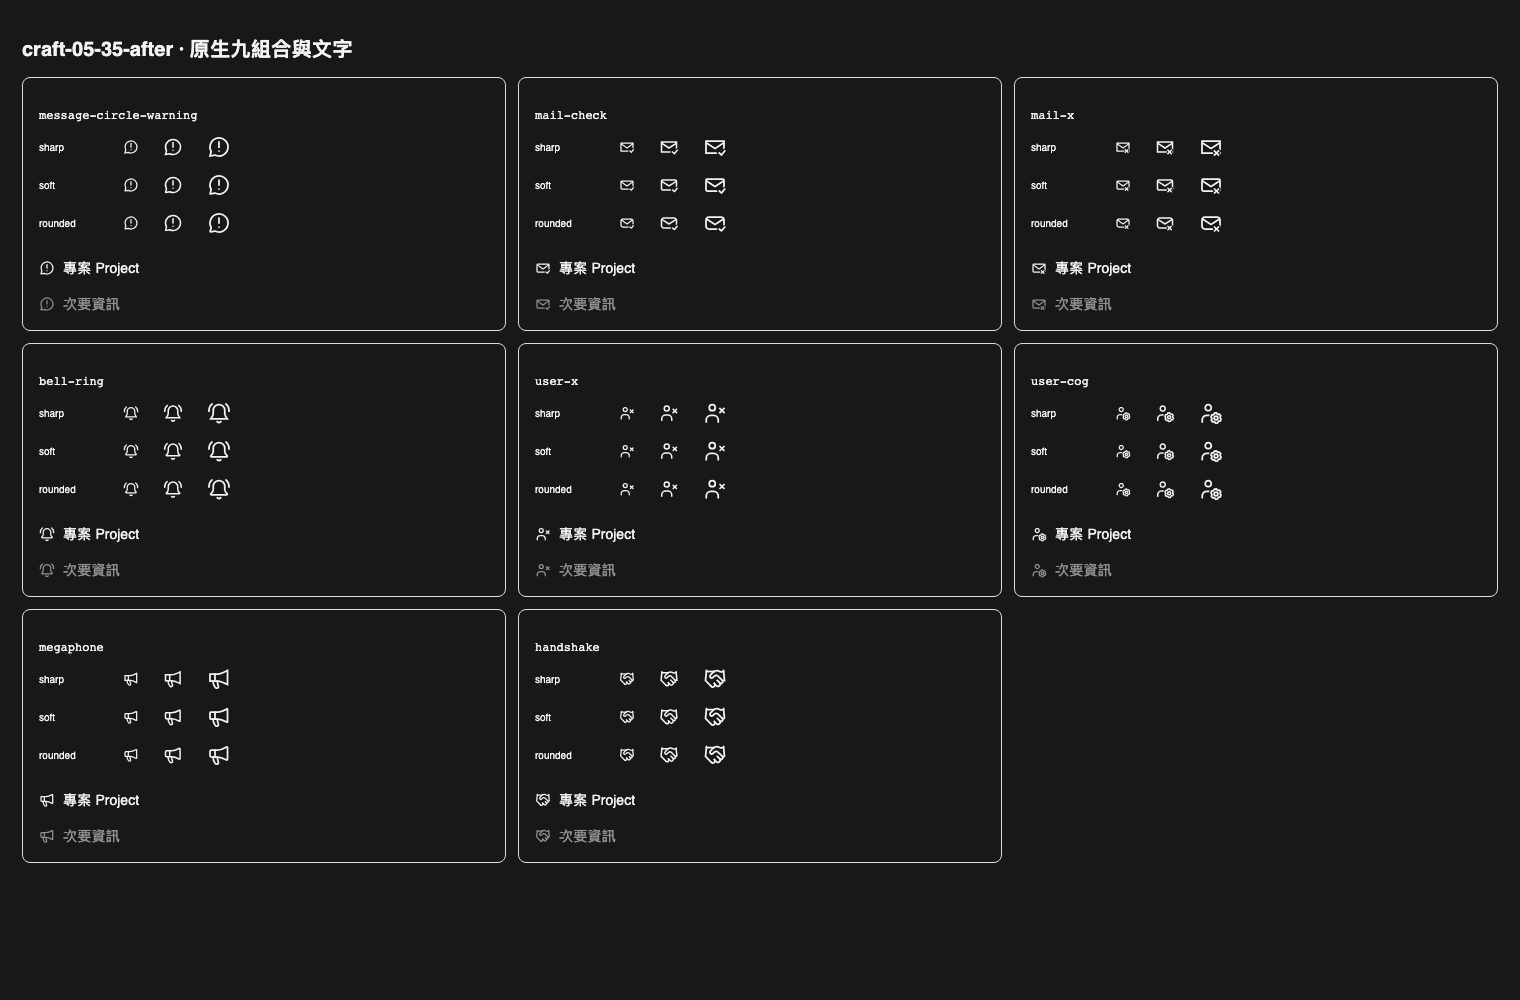 craft-05-35-after · 原生九組合與文字
message-circle-warning
sharp
soft
rounded
專案 Project
次要資訊
mail-check
sharp
soft
rounded
專案 Project
次要資訊
mail-x
sharp
soft
rounded
專案 Project
次要資訊
bell-ring
sharp
soft
rounded
專案 Project
次要資訊
user-x
sharp
soft
rounded
專案 Project
次要資訊
user-cog
sharp
soft
rounded
專案 Project
次要資訊
megaphone
sharp
soft
rounded
專案 Project
次要資訊
handshake
sharp
soft
rounded
專案 Project
次要資訊